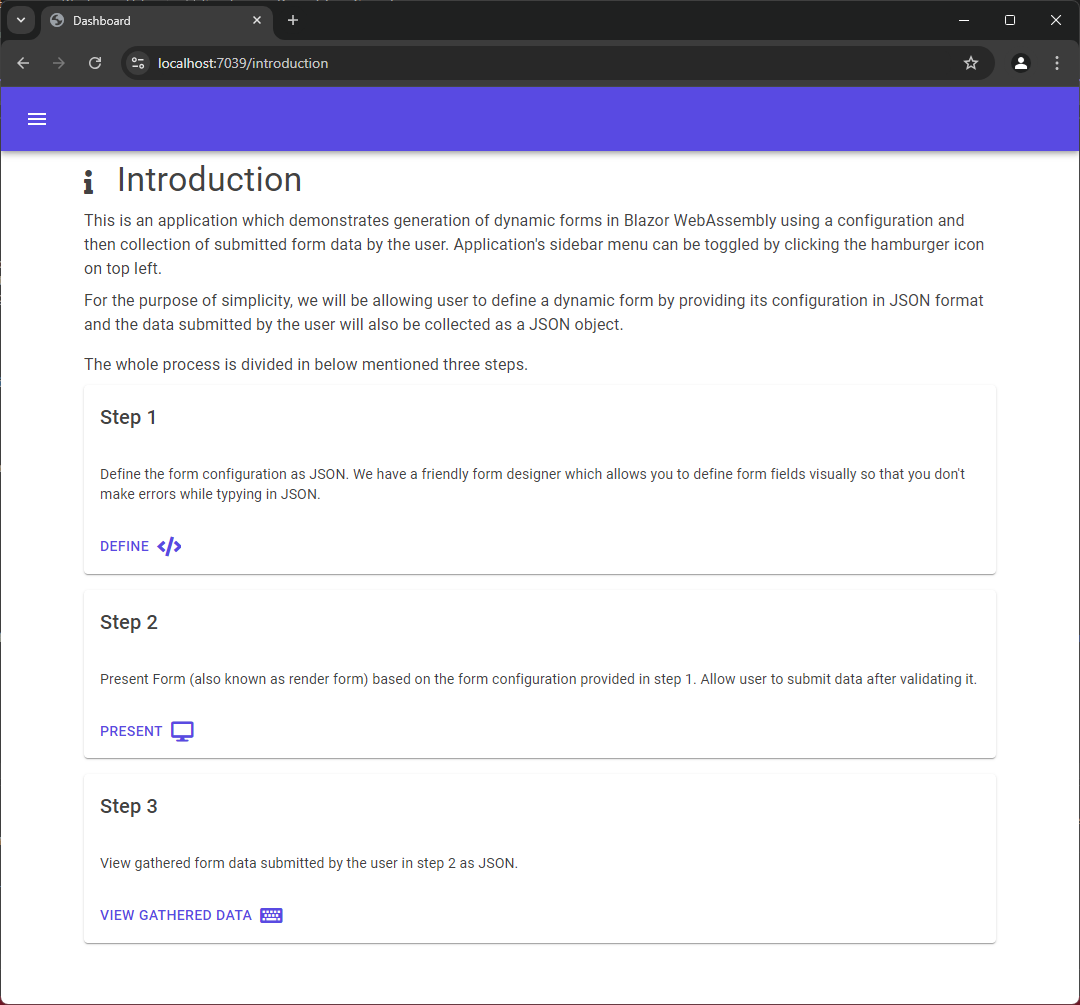 Dashboard
localhost:7039/introduction
Introduction
This is an application which demonstrates generation of dynamic forms in Blazor WebAssembly using a configuration and
then collection of submitted form data by the user. Application's sidebar menu can be toggled by clicking the hamburger icon
on top left.
For the purpose of simplicity, we will be allowing user to define a dynamic form by providing its configuration in JSON format
and the data submitted by the user will also be collected as a JSON object.
The whole process is divided in below mentioned three steps.
Step 1
Define the form configuration as JSON. We have a friendly form designer which allows you to define form fields visually so that you don't
make errors while typying in JSON.
DEFINE
Step 2
Present Form (also known as render form) based on the form configuration provided in step 1. Allow user to submit data after validating it.
PRESENT
Step 3
View gathered form data submitted by the user in step 2 as JSON.
VIEW GATHERED DATA